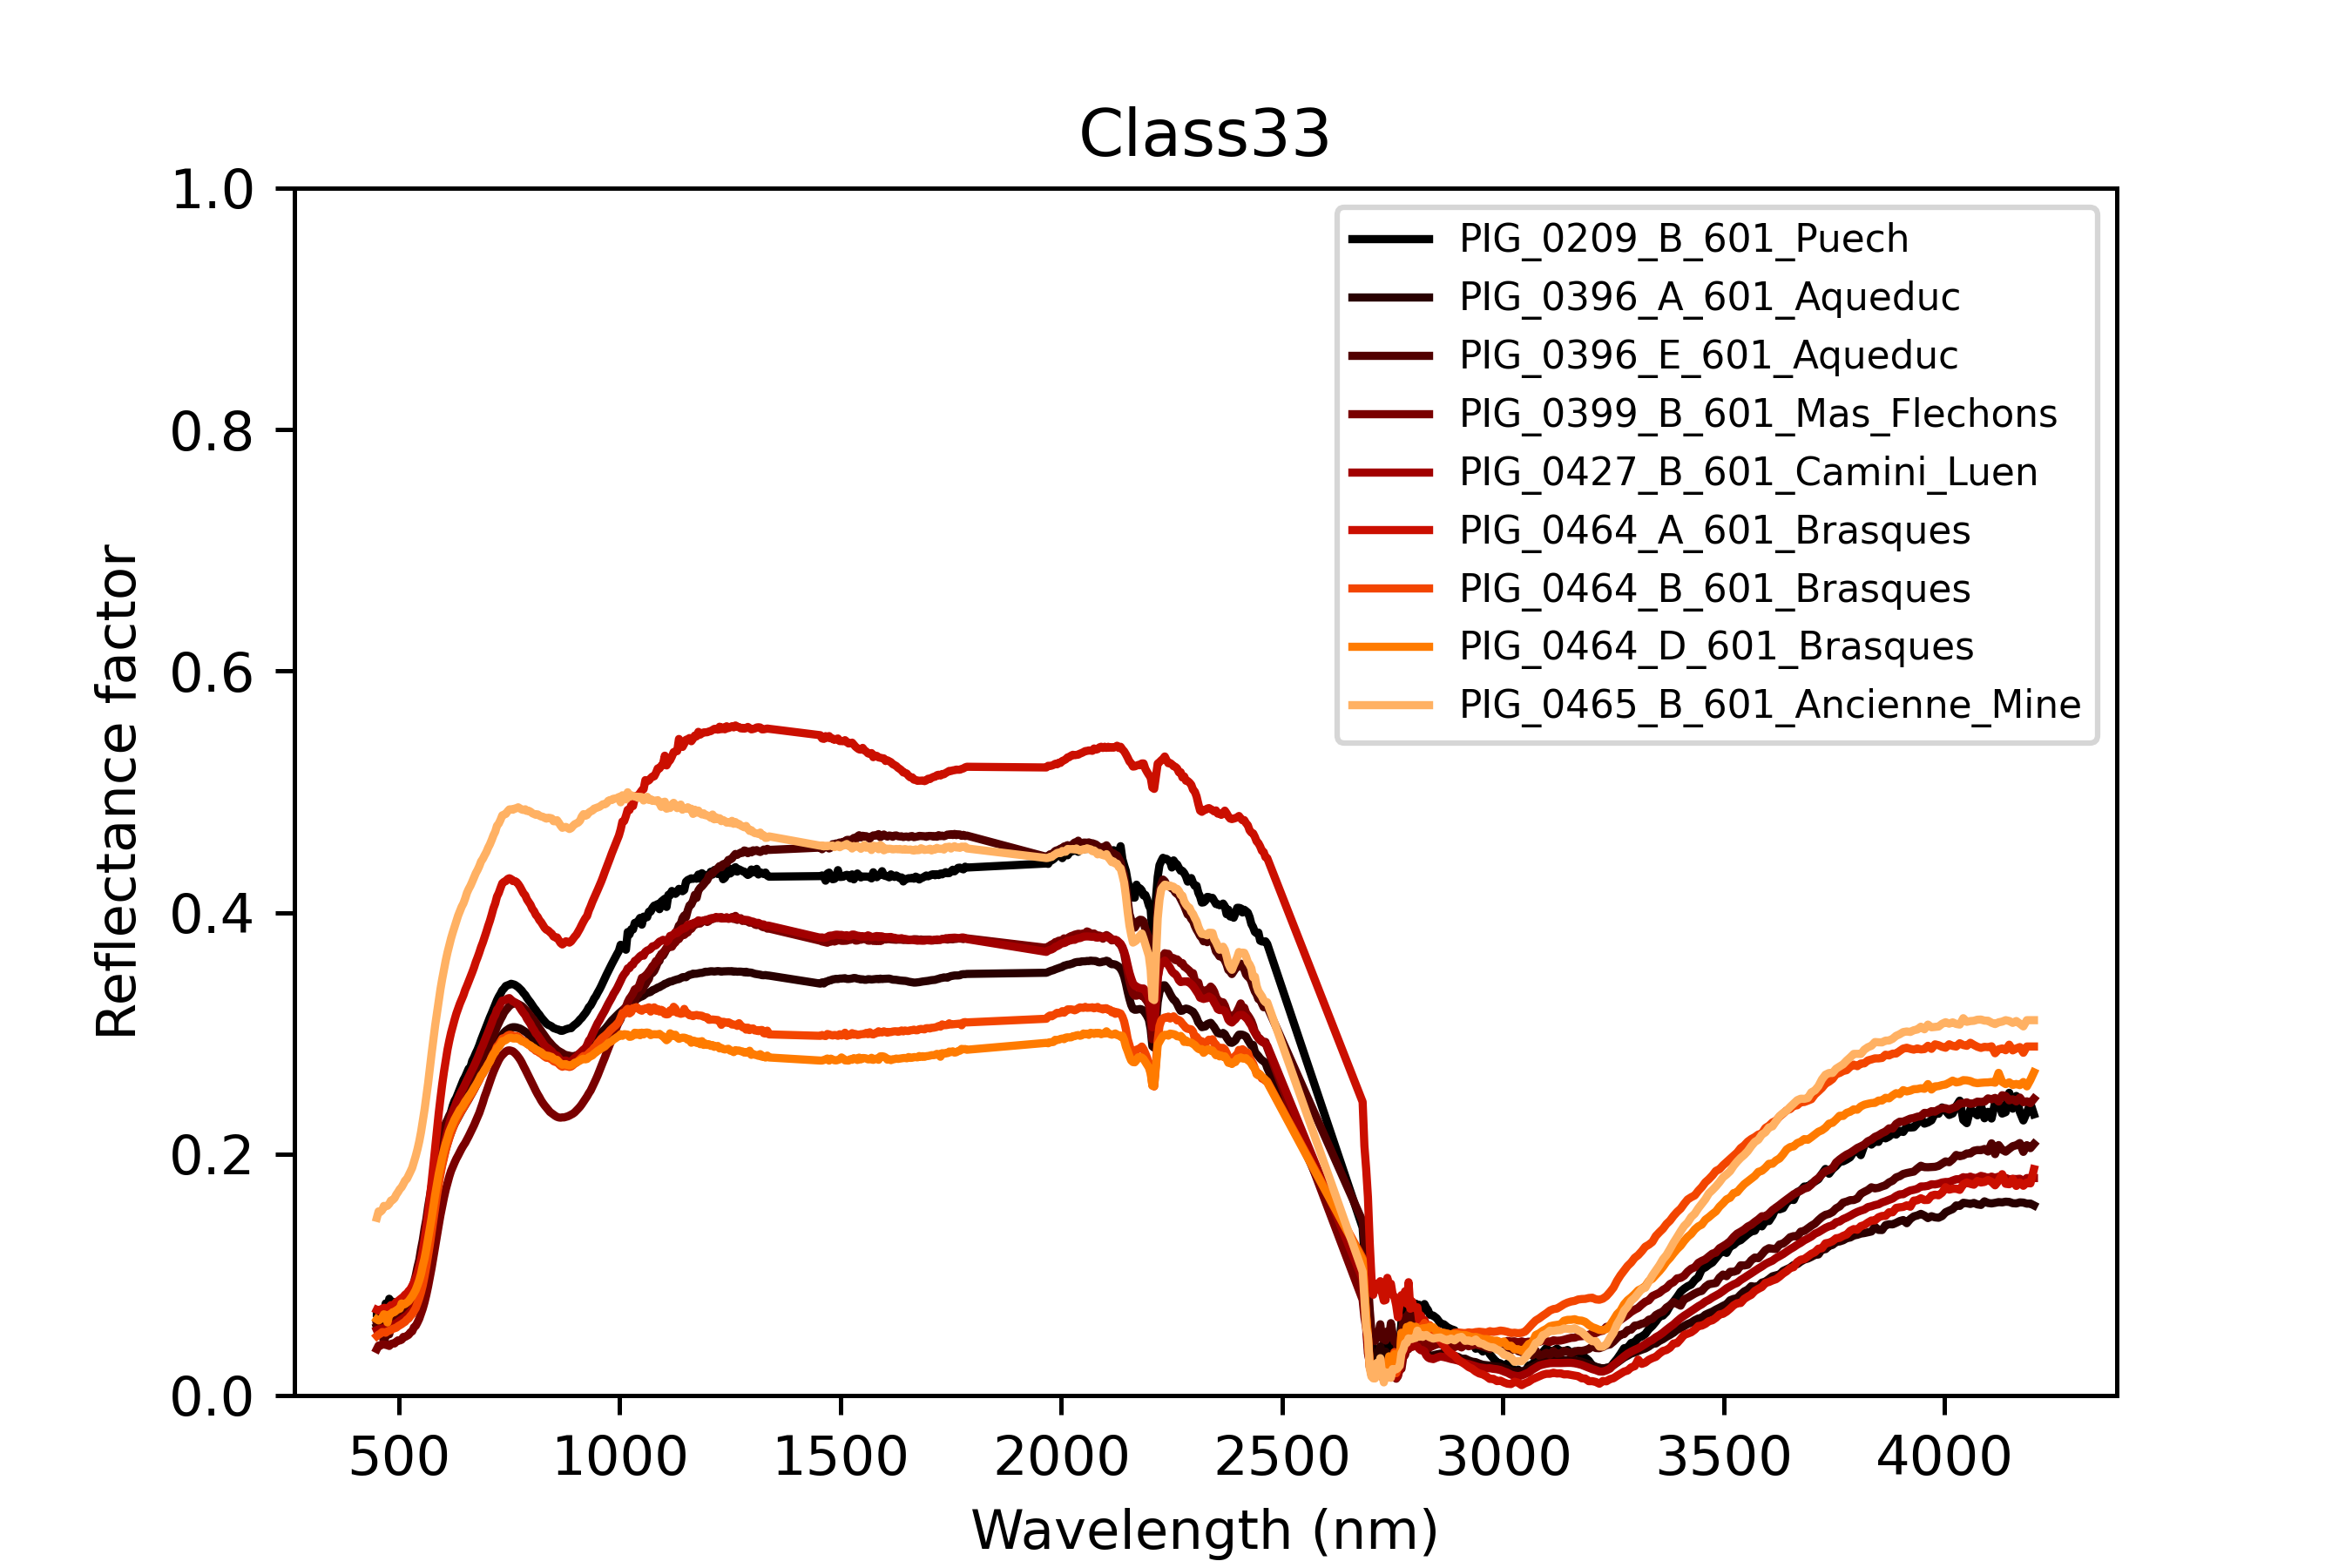 Class33
1.0
0.8
0.6
0.4
0.2
0.0
Reflectance factor
500 1000 1500 2000 2500 3000 3500 4000
Wavelength (nm)
PIG_0209_B_601_Puech
PIG_0396_A_601_Aqueduc
PIG_0396_E_601_Aqueduc
PIG_0399_B_601_Mas_Flechons
PIG_0427_B_601_Camini_Luen
PIG_0464_A_601_Brasques
PIG_0464_B_601_Brasques
PIG_0464_D_601_Brasques
PIG_0465_B_601_Ancienne_Mine